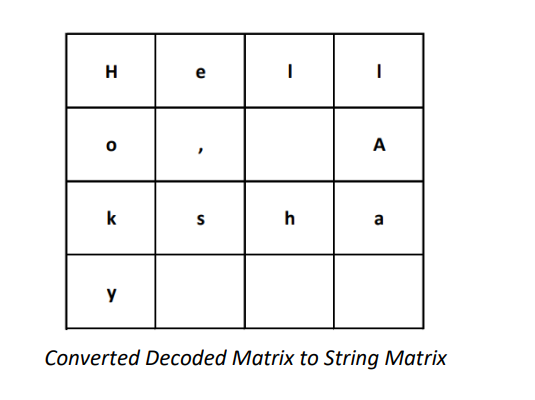 H e l l
o , A
k s h a
y
Converted Decoded Matrix to String Matrix